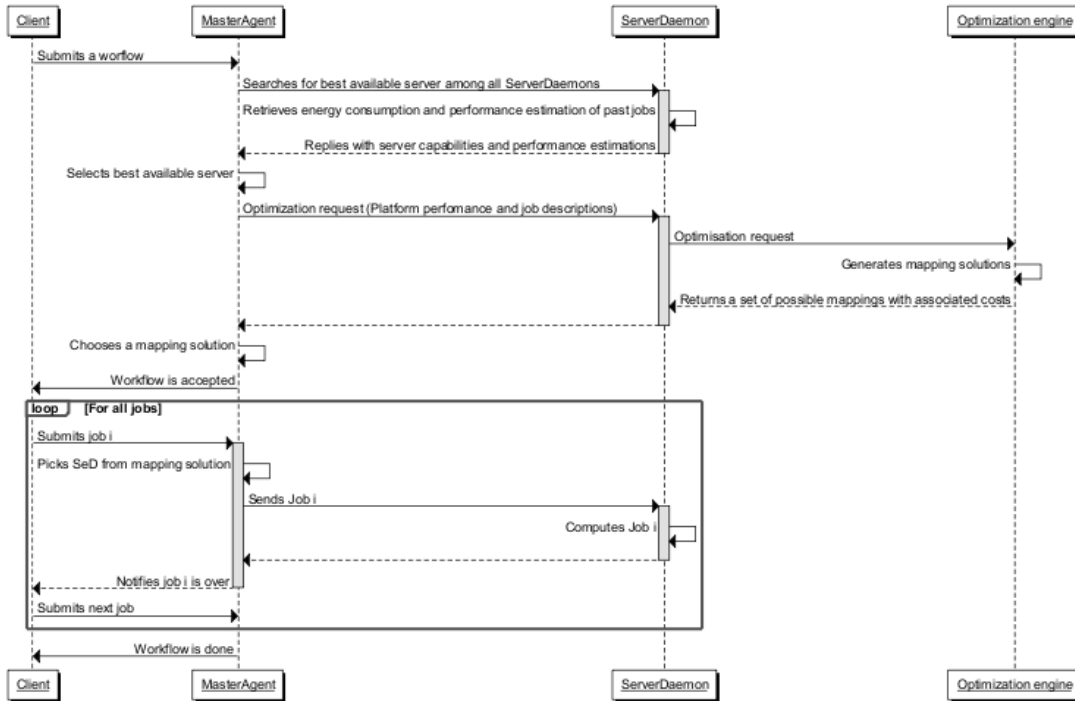 Client
MasterAgent
ServerDaemon
Optimization engine
Submits a worflow
Searches for best available server among all ServerDaemons
Retrieves energy consumption and performance estimation of past jobs
Replies with server capabilities and performance estimations
Selects best available server
Optimization request (Platform perfomance and job descriptions)
Optimisation request
Generates mapping solutions
Returns a set of possible mappings with associated costs
Chooses a mapping solution
Workflow is accepted
loop [For all jobs]
Submits job i
Picks SeD from mapping solution
Sends Job i
Computes Job i
Notifies job i is over
Submits next job
Workflow is done
Client
MasterAgent
ServerDaemon
Optimization engine